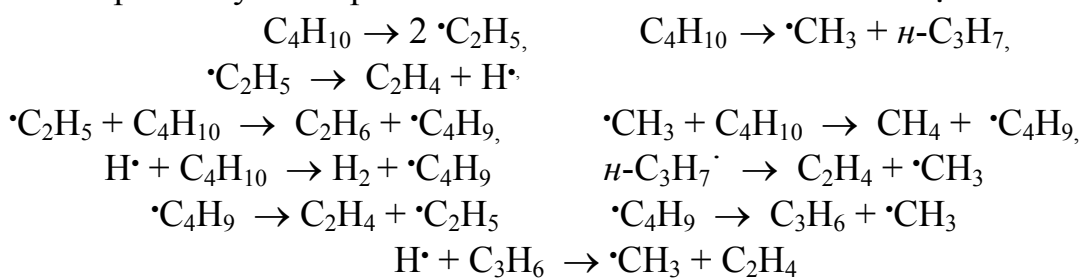 C₄H₁₀ → 2 •C₂H₅, C₄H₁₀ → •CH₃ + н-C₃H₇,
•C₂H₅ → C₂H₄ + H•,
•C₂H₅ + C₄H₁₀ → C₂H₆ + •C₄H₉, •CH₃ + C₄H₁₀ → CH₄ + •C₄H₉,
H• + C₄H₁₀ → H₂ + •C₄H₉ н-C₃H₇• → C₂H₄ + •CH₃
•C₄H₉ → C₂H₄ + •C₂H₅ •C₄H₉ → C₃H₆ + •CH₃
H• + C₃H₆ → •CH₃ + C₂H₄